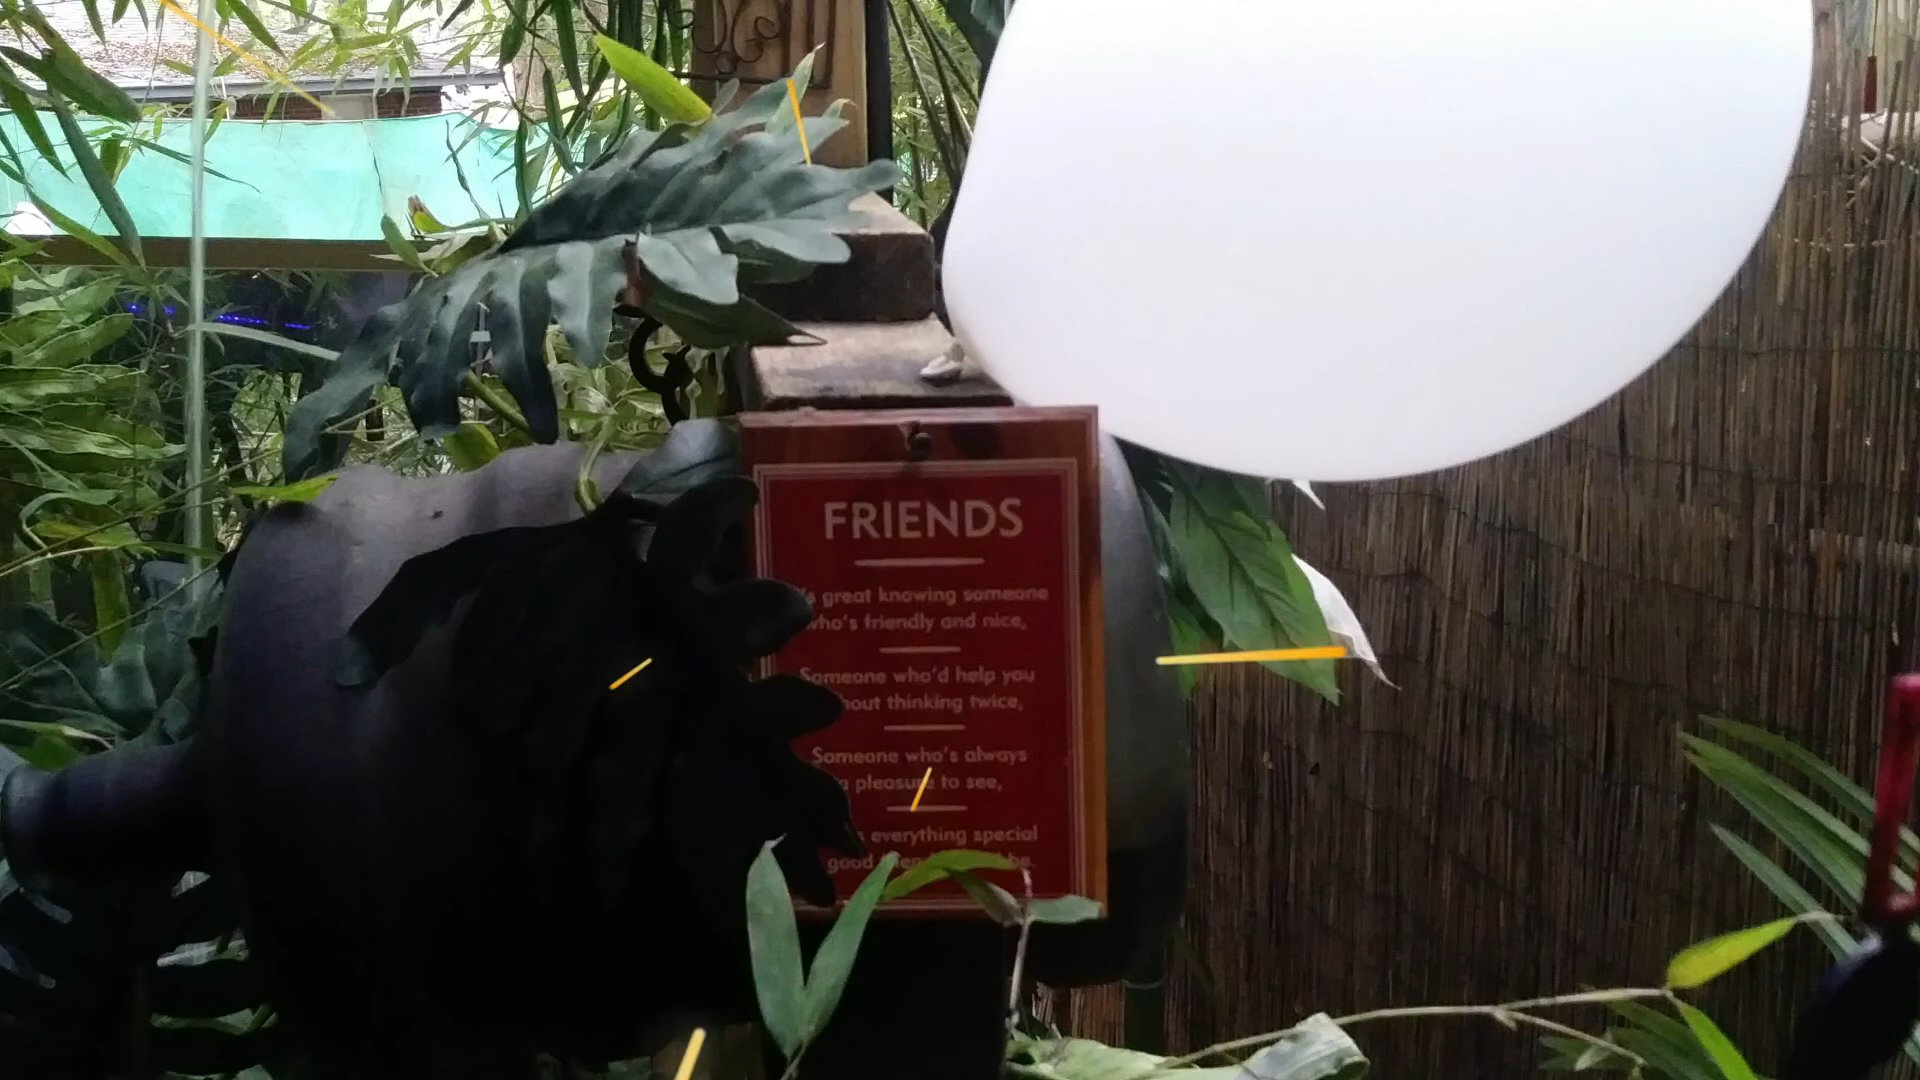 FRIENDS
great knowing someone
who's friendly and nice,
Someone who'd help you
thinking twice,
Someone who's always
a pleasure to see,
everything special
good be.